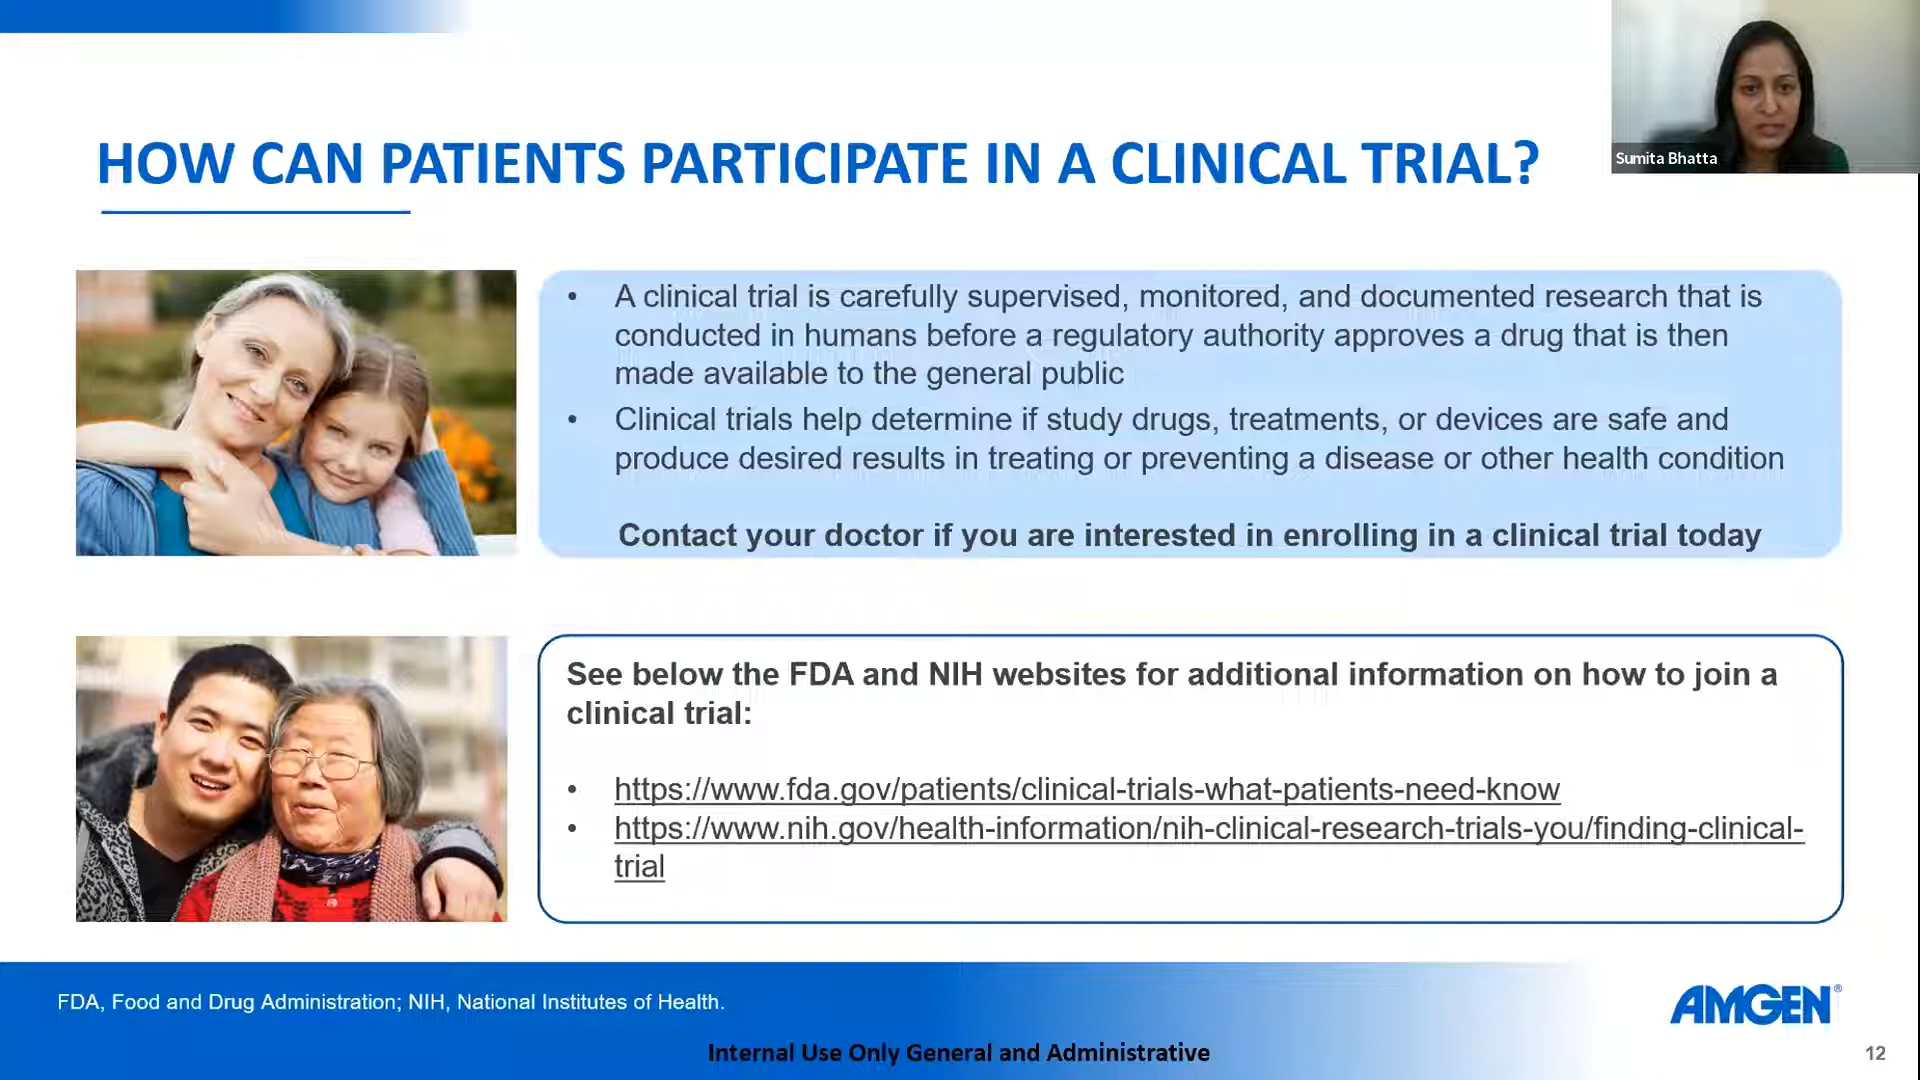 Sumita Bhatta
HOW CAN PATIENTS PARTICIPATE IN A CLINICAL TRIAL?
• A clinical trial is carefully supervised, monitored, and documented research that is
conducted in humans before a regulatory authority approves a drug that is then
made available to the general public
• Clinical trials help determine if study drugs, treatments, or devices are safe and
produce desired results in treating or preventing a disease or other health condition
Contact your doctor if you are interested in enrolling in a clinical trial today
See below the FDA and NIH websites for additional information on how to join a
clinical trial:
• https://www.fda.gov/patients/clinical-trials-what-patients-need-know
• https://www.nih.gov/health-information/nih-clinical-research-trials-you/finding-clinical-
trial
FDA, Food and Drug Administration; NIH, National Institutes of Health.
AMGEN®
Internal Use Only General and Administrative
12